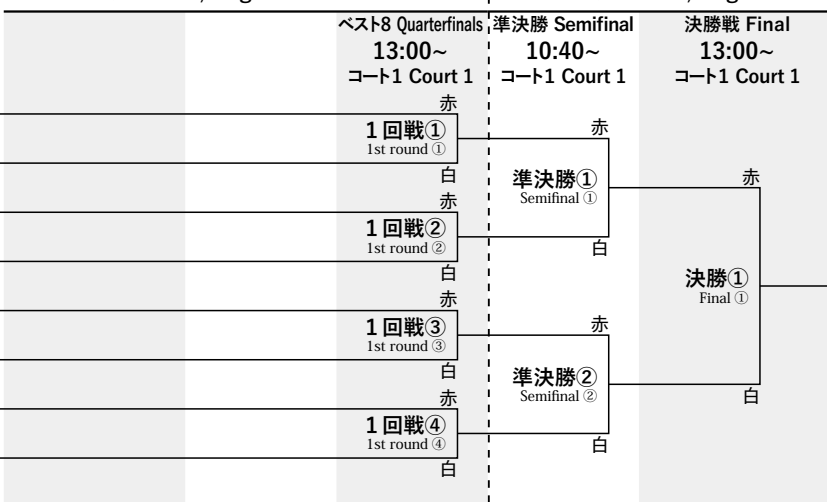 ベスト8 Quarterfinals
13:00~
コート1 Court 1
準決勝 Semifinal
10:40~
コート1 Court 1
決勝戦 Final
13:00~
コート1 Court 1
赤
1回戦①
1st round ①
白
赤
1回戦②
1st round ②
白
赤
1回戦③
1st round ③
白
赤
1回戦④
1st round ④
白
赤
準決勝①
Semifinal ①
白
赤
準決勝②
Semifinal ②
白
赤
決勝①
Final ①
白